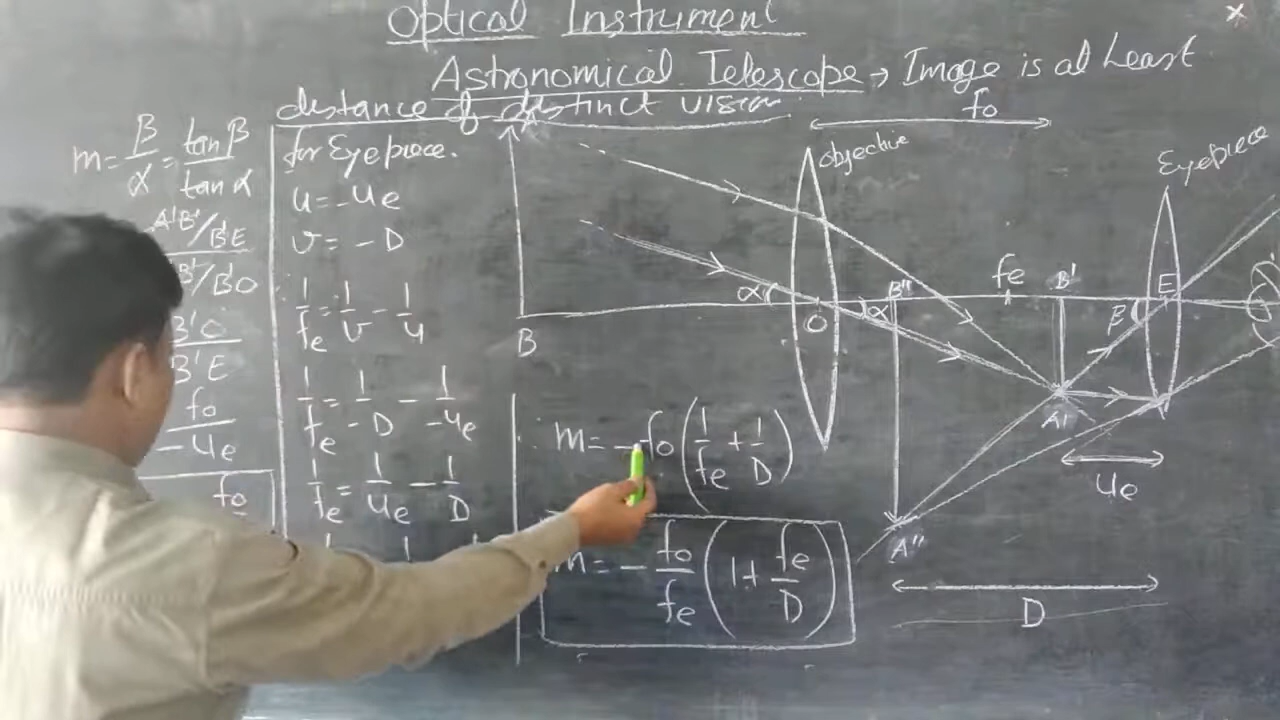 Optical Instrument
Astronomical Telescope → Image is at Least
distance of distinct vision
m = β/α = tan β/tan α
A'B'/B'E
B'/B'O
B'O/B'E
fo/-ue
fo
for Eyepiece.
u = -ue
v = -D
1/fe = 1/v - 1/u
1/fe = 1/-D - 1/-ue
1/fe = 1/ue - 1/D
m = - fo (1/fe + 1/D)
m = - fo/fe (1 + fe/D)
fo
Objective
Eyepiece
α
B
O
B"
α
fe
B'
β
E
A'
ue
A"
D